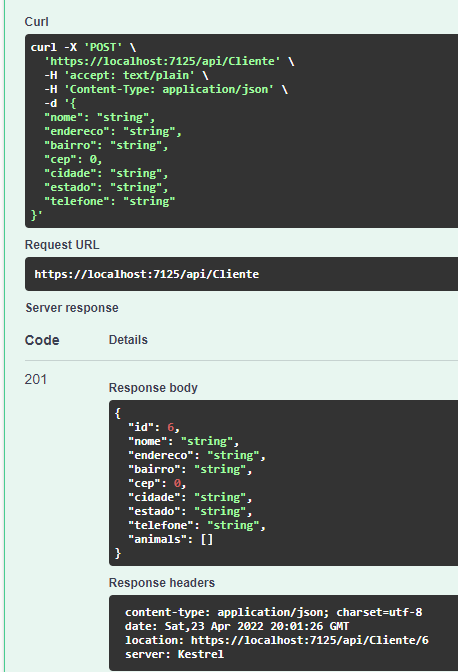 Curl
curl -X 'POST' \
'https://localhost:7125/api/Cliente' \
-H 'accept: text/plain' \
-H 'Content-Type: application/json' \
-d '{
"nome": "string",
"endereco": "string",
"bairro": "string",
"cep": 0,
"cidade": "string",
"estado": "string",
"telefone": "string"
}'
Request URL
https://localhost:7125/api/Cliente
Server response
Code Details
201
Response body
{
"id": 6,
"nome": "string",
"endereco": "string",
"bairro": "string",
"cep": 0,
"cidade": "string",
"estado": "string",
"telefone": "string",
"animals": []
}
Response headers
content-type: application/json; charset=utf-8
date: Sat,23 Apr 2022 20:01:26 GMT
location: https://localhost:7125/api/Cliente/6
server: Kestrel